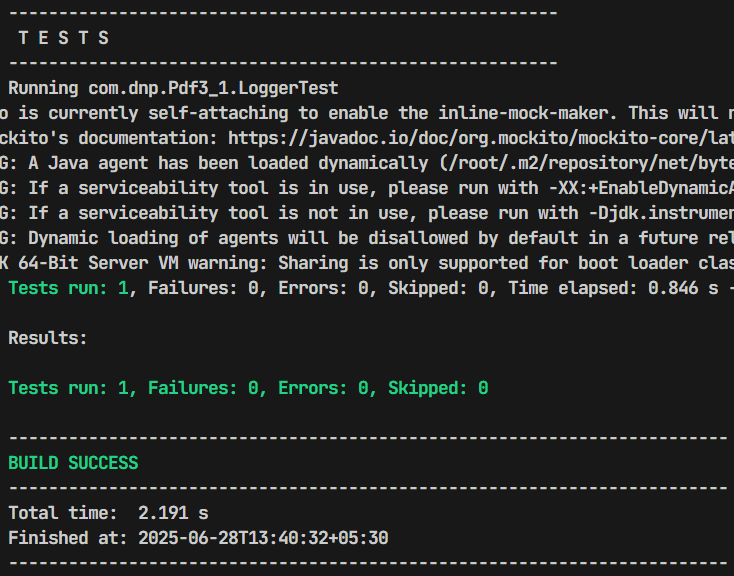 -------------------------------------------------------
T E S T S
-------------------------------------------------------
Running com.dnp.Pdf3_1.LoggerTest
o is currently self-attaching to enable the inline-mock-maker. This will
ckito's documentation: https://javadoc.io/doc/org.mockito/mockito-core/lat
G: A Java agent has been loaded dynamically (/root/.m2/repository/net/byte
G: If a serviceability tool is in use, please run with -XX:+EnableDynamicA
G: If a serviceability tool is not in use, please run with -Djdk.instrumen
G: Dynamic loading of agents will be disallowed by default in a future rel
K 64-Bit Server VM warning: Sharing is only supported for boot loader clas
Tests run: 1, Failures: 0, Errors: 0, Skipped: 0, Time elapsed: 0.846 s -
Results:
Tests run: 1, Failures: 0, Errors: 0, Skipped: 0
------------------------------------------------------------------------
BUILD SUCCESS
------------------------------------------------------------------------
Total time:  2.191 s
Finished at: 2025-06-28T13:40:32+05:30
------------------------------------------------------------------------